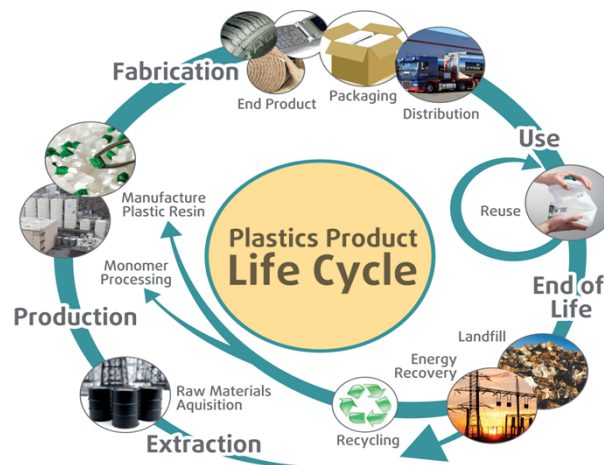 Fabrication
End Product
Packaging
Distribution
Use
Reuse
Manufacture
Plastic Resin
Plastics Product
Life Cycle
Monomer
Processing
End of
Life
Production
Landfill
Energy
Recovery
Raw Materials
Aquisition
Recycling
Extraction